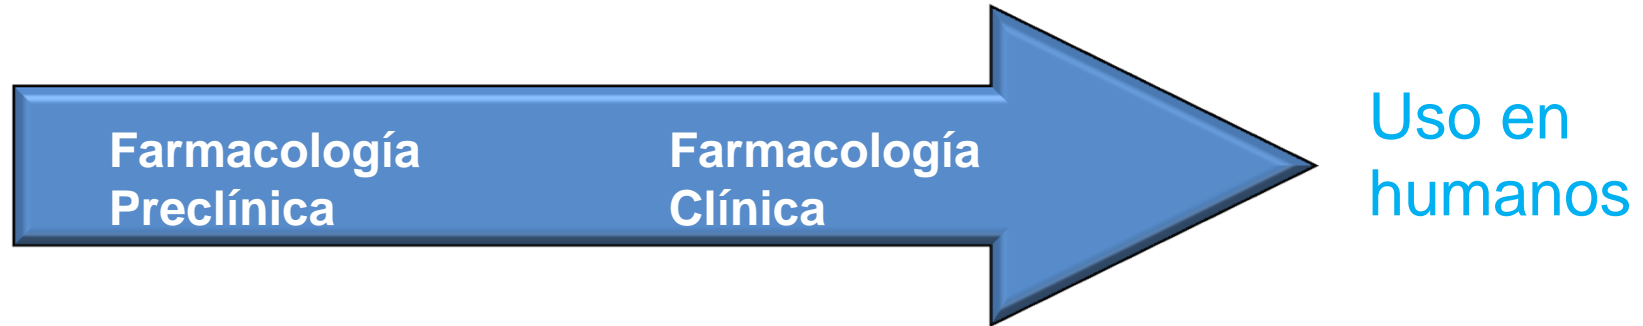 Farmacología
Preclínica
Farmacología
Clínica
Uso en
humanos